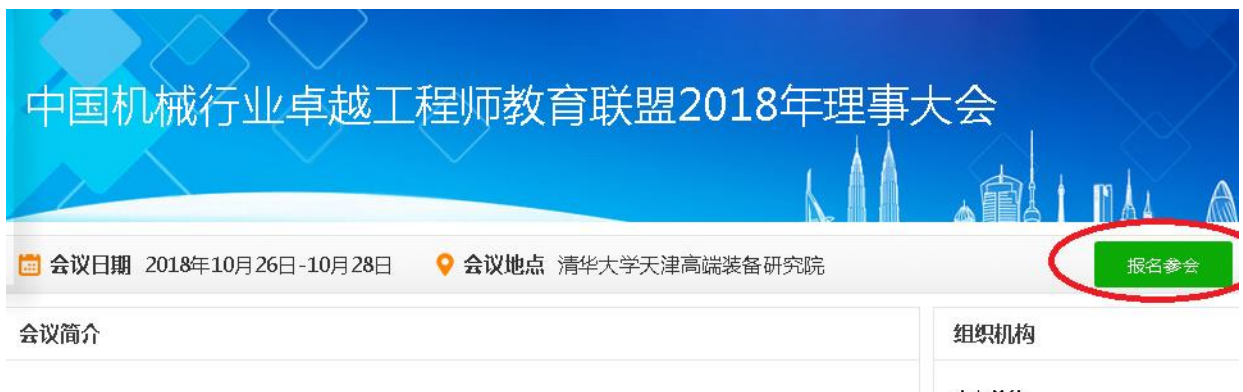 中国机械行业卓越工程师教育联盟2018年理事大会
会议日期 2018年10月26日-10月28日 会议地点 清华大学天津高端装备研究院 报名参会
会议简介
组织机构